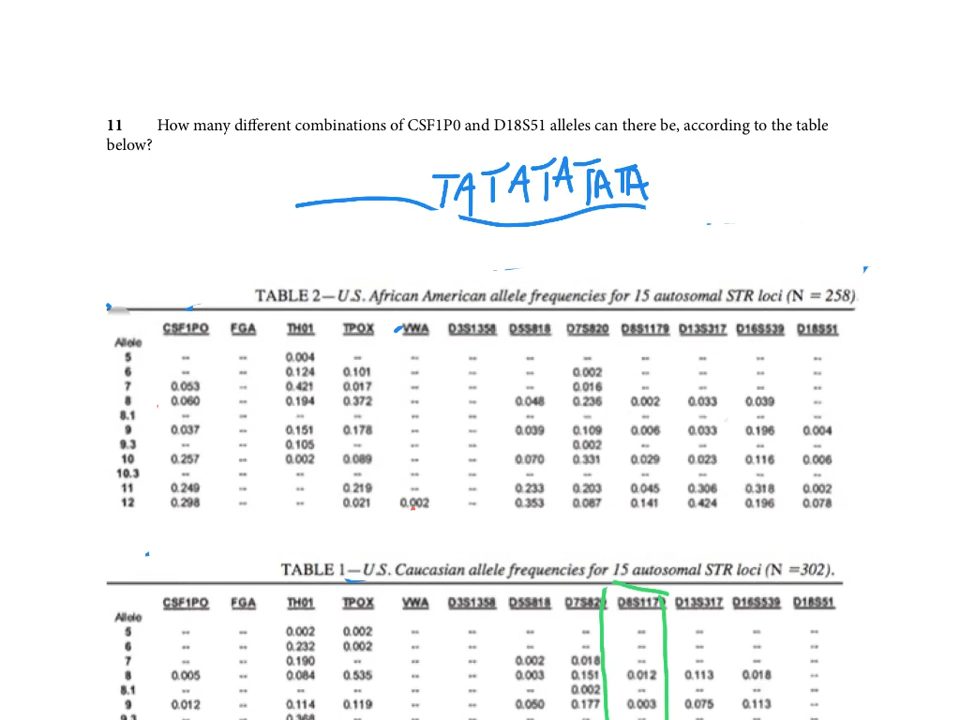 11 How many different combinations of CSF1P0 and D18S51 alleles can there be, according to the table
below?
TATATATATA
TABLE 2—U.S. African American allele frequencies for 15 autosomal STR loci (N = 258)
CSF1PO FGA TH01 TPOX VWA D3S1358 D5S818 D7S820 D8S1179 D13S317 D16S539 D18S51
Allele
5 -- -- 0.004 -- -- -- -- -- -- -- -- --
6 -- -- 0.124 0.101 -- -- -- 0.002 -- -- -- --
7 0.053 -- 0.421 0.017 -- -- -- 0.016 -- -- -- --
8 0.060 -- 0.194 0.372 -- -- 0.048 0.236 0.002 0.033 0.039 --
8.1 -- -- -- -- -- -- -- -- -- -- -- --
9 0.037 -- 0.151 0.178 -- -- 0.039 0.109 0.006 0.033 0.196 0.004
9.3 -- -- 0.105 -- -- -- -- 0.002 -- -- -- --
10 0.257 -- 0.002 0.089 -- -- 0.070 0.331 0.029 0.023 0.116 0.006
10.3 -- -- -- -- -- -- -- -- -- -- -- --
11 0.249 -- -- 0.219 -- -- 0.233 0.203 0.045 0.306 0.318 0.002
12 0.298 -- -- 0.021 0.002 -- 0.353 0.087 0.141 0.424 0.196 0.078
TABLE 1—U.S. Caucasian allele frequencies for 15 autosomal STR loci (N =302).
CSF1PO FGA TH01 TPOX VWA D3S1358 D5S818 D7S820 D8S1179 D13S317 D16S539 D18S51
Allele
5 -- -- 0.002 0.002 -- -- -- -- -- -- -- --
6 -- -- 0.232 0.002 -- -- -- -- -- -- -- --
7 -- -- 0.190 -- -- -- 0.002 0.018 -- -- -- --
8 0.005 -- 0.084 0.535 -- -- 0.003 0.151 0.012 0.113 0.018 --
8.1 -- -- -- -- -- -- -- 0.002 -- -- -- --
9 0.012 -- 0.114 0.119 -- -- 0.050 0.177 0.003 0.075 0.113 --